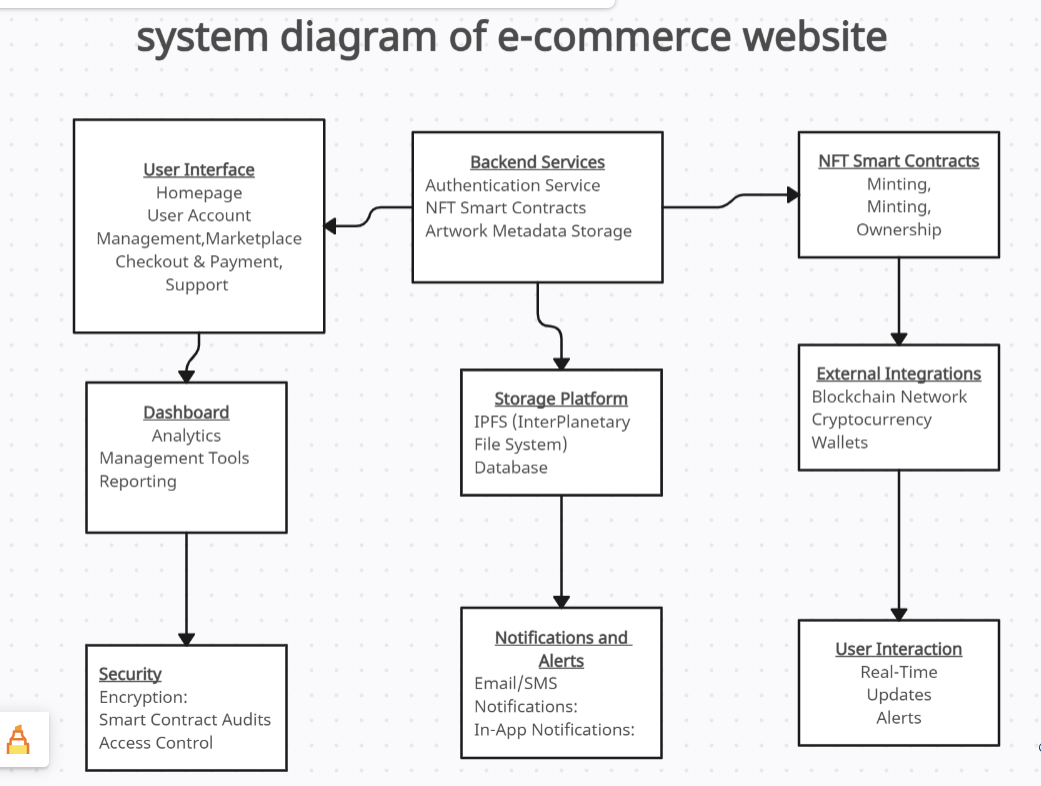 system diagram of e-commerce website
User Interface
Homepage
User Account
Management,Marketplace
Checkout & Payment,
Support
Backend Services
Authentication Service
NFT Smart Contracts
Artwork Metadata Storage
NFT Smart Contracts
Minting,
Minting,
Ownership
Dashboard
Analytics
Management Tools
Reporting
Storage Platform
IPFS (InterPlanetary
File System)
Database
External Integrations
Blockchain Network
Cryptocurrency
Wallets
Security
Encryption:
Smart Contract Audits
Access Control
Notifications and
Alerts
Email/SMS
Notifications:
In-App Notifications:
User Interaction
Real-Time
Updates
Alerts